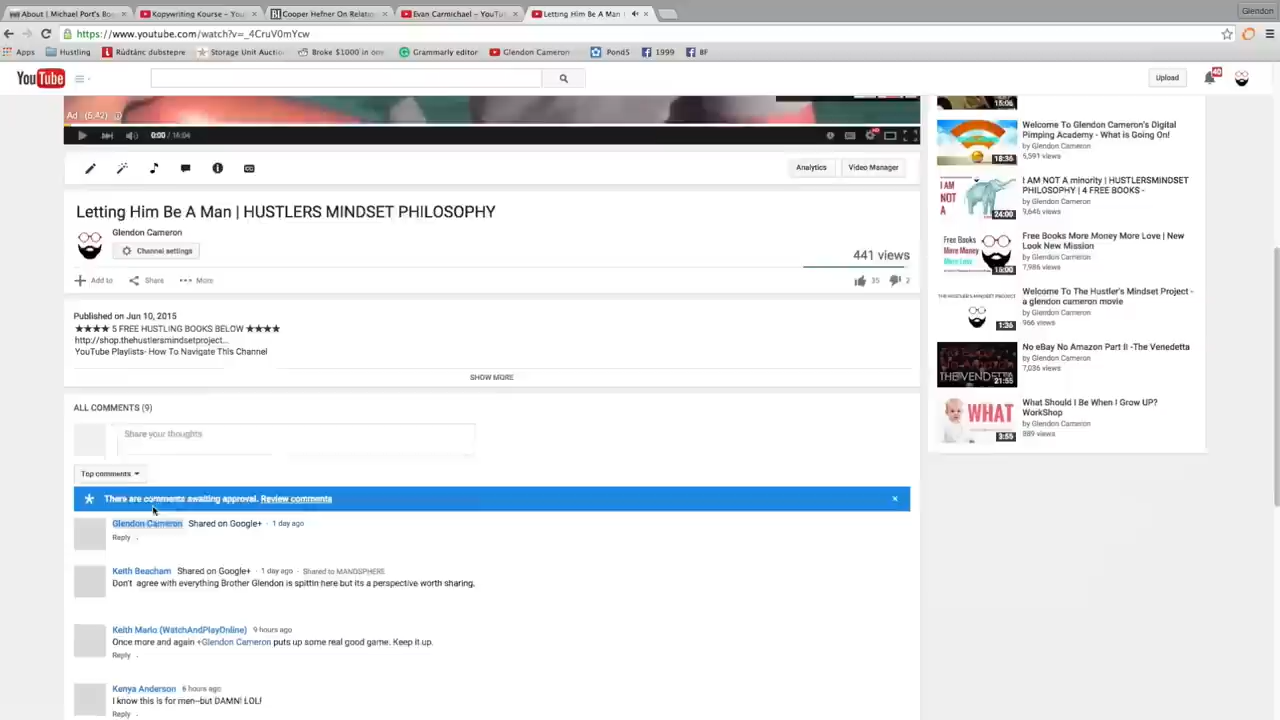 About | Michael Port's Boo
Kopywriting Kourse – You
Cooper Hefner On Relation
Evan Carmichael – YouTu
Letting Him Be A Man
Glendon
https://www.youtube.com/watch?v=_4CruV0mYcw
Apps
Hustling
Rúdtánc dubstepre
Storage Unit Auctio
Broke $1000 in one
Grammarly editor
Glendon Cameron
Pond5
1999
BF
YouTube
Upload
40
Ad (5:42)
0:00 / 14:04
Analytics
Video Manager
Letting Him Be A Man | HUSTLERS MINDSET PHILOSOPHY
Glendon Cameron
Channel settings
441 views
Add to
Share
More
35
2
Published on Jun 10, 2015
★★★★ 5 FREE HUSTLING BOOKS BELOW ★★★★
http://shop.thehustlersmindsetproject...
YouTube Playlists- How To Navigate This Channel
SHOW MORE
ALL COMMENTS (9)
Share your thoughts
Top comments
There are comments awaiting approval. Review comments
Glendon Cameron Shared on Google+ · 1 day ago
Reply
Keith Beacham Shared on Google+ · 1 day ago · Shared to MANOSPHERE
Don't agree with everything Brother Glendon is spittin here but its a perspective worth sharing.
Keith Mario (WatchAndPlayOnline) 9 hours ago
Once more and again +Glendon Cameron puts up some real good game. Keep it up.
Reply
Kenya Anderson 6 hours ago
I know this is for men--but DAMN! LOL!
Reply
15:06
Welcome To Glendon Cameron's Digital
Pimping Academy - What is Going On!
by Glendon Cameron
5,591 views
18:36
I AM NOT A minority | HUSTLERSMINDSET
PHILOSOPHY | 4 FREE BOOKS -
by Glendon Cameron
9,646 views
I AM
NOT
A
24:00
Free Books More Money More Love | New
Look New Mission
by Glendon Cameron
7,986 views
Free Books
More Money
More Love
15:00
Welcome To The Hustler's Mindset Project -
a glendon cameron movie
by Glendon Cameron
966 views
THE HUSTLER'S MINDSET PROJECT
1:36
No eBay No Amazon Part II -The Venedetta
by Glendon Cameron
7,036 views
THE VENDETTA
21:55
What Should I Be When I Grow UP?
WorkShop
by Glendon Cameron
889 views
WHAT
3:55